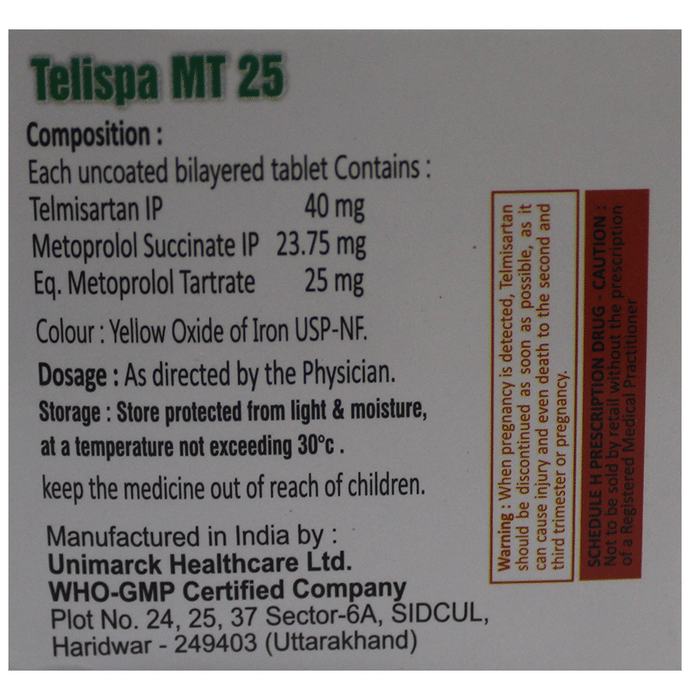 Telispa MT 25
Composition :
Each uncoated bilayered tablet Contains :
Telmisartan IP 40 mg
Metoprolol Succinate IP 23.75 mg
Eq. Metoprolol Tartrate 25 mg
Colour : Yellow Oxide of Iron USP-NF.
Dosage : As directed by the Physician.
Storage : Store protected from light & moisture,
at a temperature not exceeding 30°c .
keep the medicine out of reach of children.
Manufactured in India by :
Unimarck Healthcare Ltd.
WHO-GMP Certified Company
Plot No. 24, 25, 37 Sector-6A, SIDCUL,
Haridwar - 249403 (Uttarakhand)
Warning : When pregnancy is detected, Telmisartan
should be discontinued as soon as possible, as it
can cause injury and even death to the second and
third trimester or pregnancy.
SCHEDULE H PRESCRIPTION DRUG - CAUTION :
Not to be sold by retail without the prescription
of a Registered Medical Practitioner